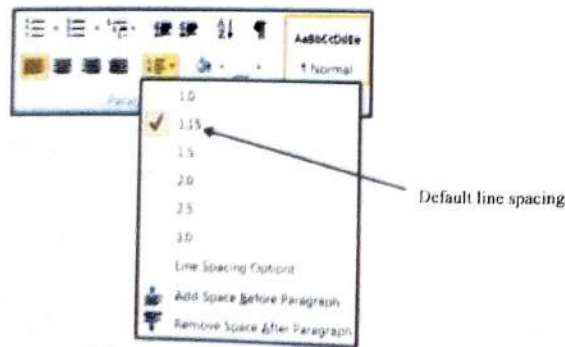 AaBbCcDdEe
¶ Normal
Parag
1.0
1.15
1.5
2.0
2.5
3.0
Line Spacing Options
Add Space Before Paragraph
Remove Space After Paragraph
Default line spacing